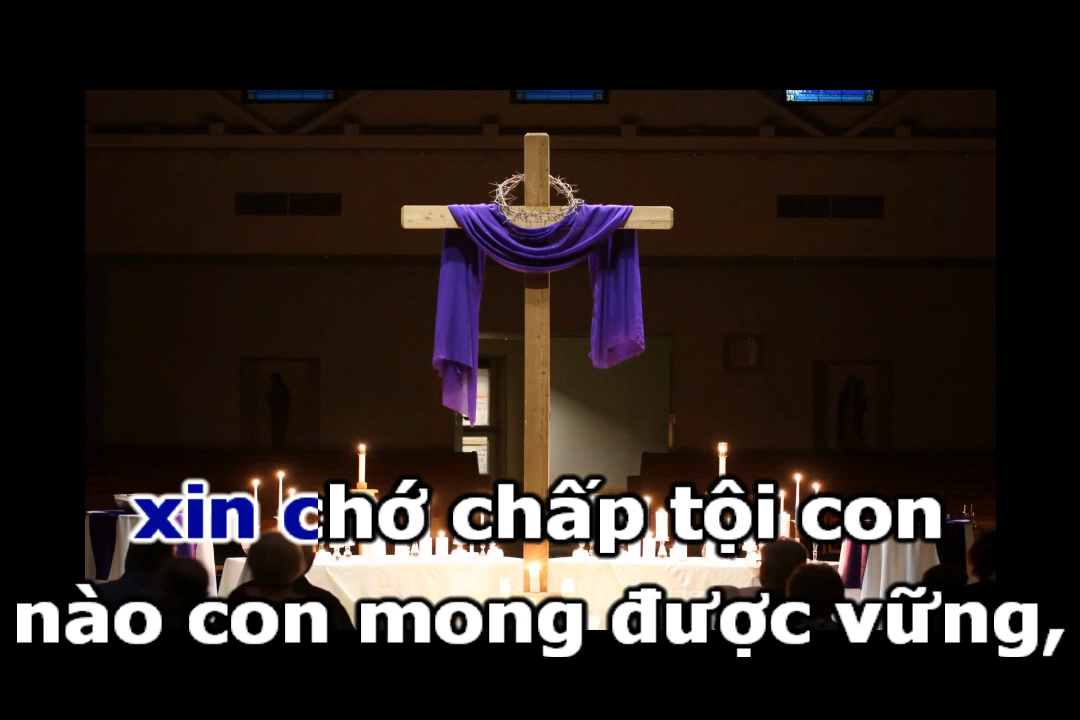 xin chớ chấp tội con
nào con mong được vững,